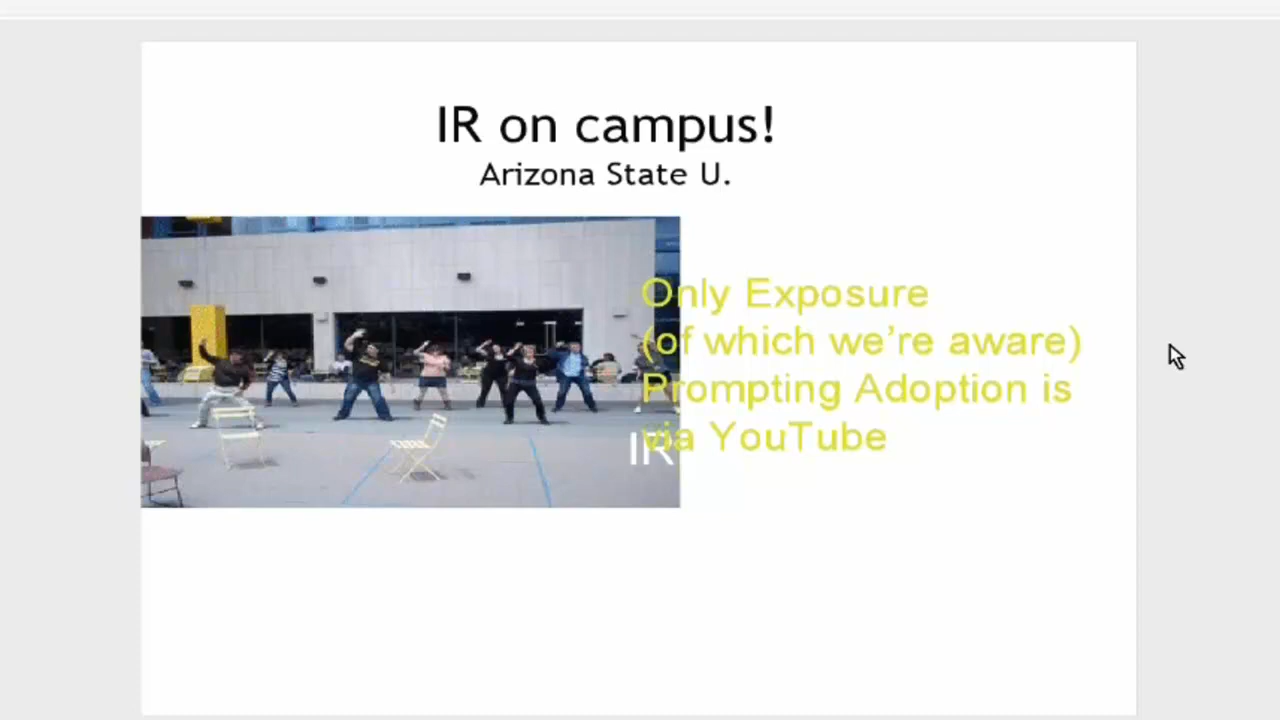 IR on campus!
Arizona State U.
Only Exposure
(of which we’re aware)
Prompting Adoption is
via YouTube
IR